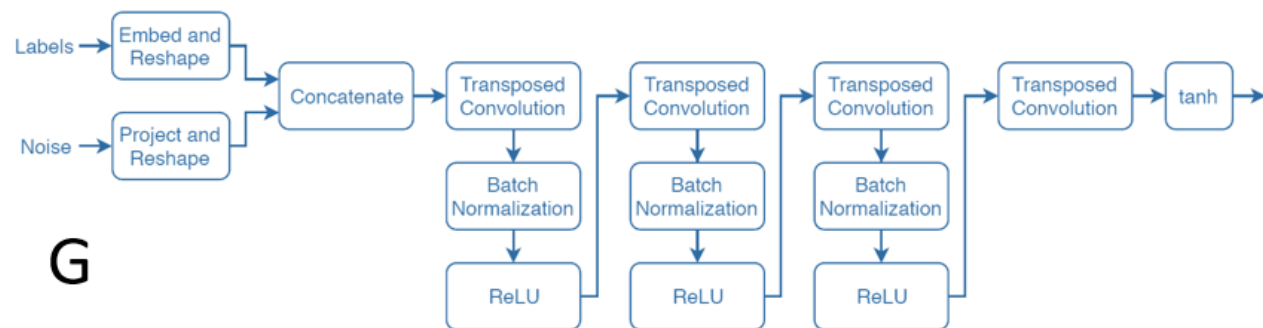 Labels
Embed and
Reshape
Noise
Project and
Reshape
Concatenate
Transposed
Convolution
Batch
Normalization
ReLU
Transposed
Convolution
Batch
Normalization
ReLU
Transposed
Convolution
Batch
Normalization
ReLU
Transposed
Convolution
tanh
G